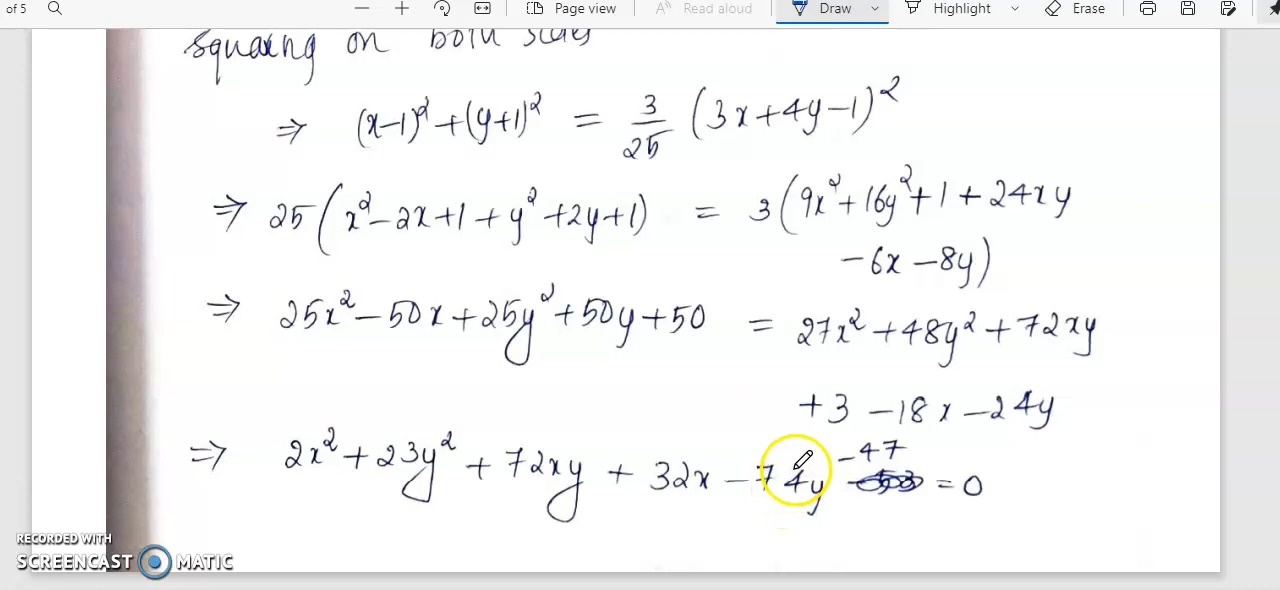 of 5 Page view Read aloud Draw Highlight Erase
squaring on both sides
⇒ (x-1)² + (y+1)² = 3/25 (3x+4y-1)²
⇒ 25(x²-2x+1+y²+2y+1) = 3(9x²+16y²+1+24xy
-6x-8y)
⇒ 25x²-50x+25y²+50y+50 = 27x²+48y²+72xy
+3-18x-24y
-47
⇒ 2x²+23y²+72xy+32x-74y = 0
RECORDED WITH
SCREENCAST MATIC